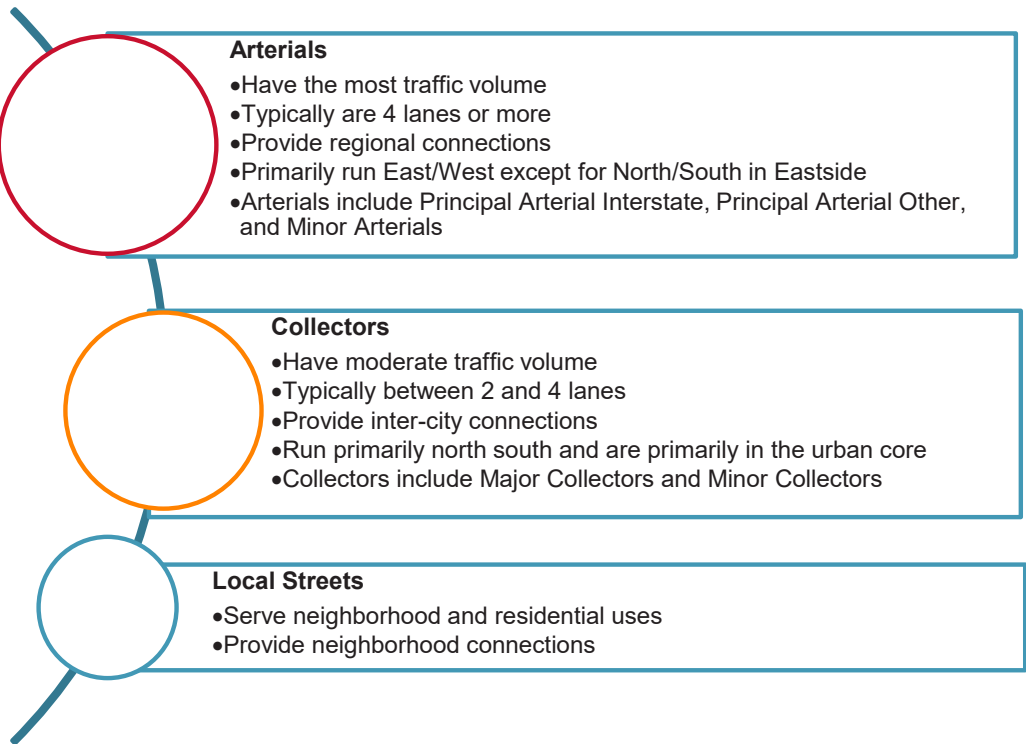 Arterials
•Have the most traffic volume
•Typically are 4 lanes or more
•Provide regional connections
•Primarily run East/West except for North/South in Eastside
•Arterials include Principal Arterial Interstate, Principal Arterial Other,
and Minor Arterials
Collectors
•Have moderate traffic volume
•Typically between 2 and 4 lanes
•Provide inter-city connections
•Run primarily north south and are primarily in the urban core
•Collectors include Major Collectors and Minor Collectors
Local Streets
•Serve neighborhood and residential uses
•Provide neighborhood connections